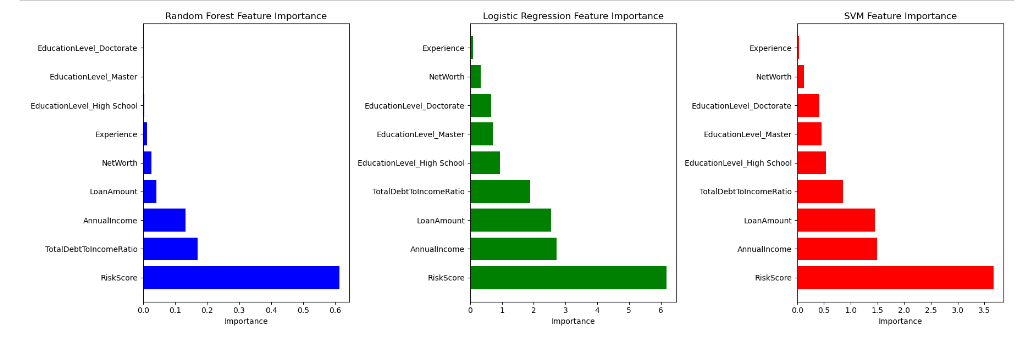 Random Forest Feature Importance
EducationLevel_Doctorate
EducationLevel_Master
EducationLevel_High School
Experience
NetWorth
LoanAmount
AnnualIncome
TotalDebtToIncomeRatio
RiskScore
0.0 0.1 0.2 0.3 0.4 0.5 0.6
Importance
Logistic Regression Feature Importance
Experience
NetWorth
EducationLevel_Doctorate
EducationLevel_Master
EducationLevel_High School
TotalDebtToIncomeRatio
LoanAmount
AnnualIncome
RiskScore
0 1 2 3 4 5 6
Importance
SVM Feature Importance
Experience
NetWorth
EducationLevel_Doctorate
EducationLevel_Master
EducationLevel_High School
TotalDebtToIncomeRatio
LoanAmount
AnnualIncome
RiskScore
0.0 0.5 1.0 1.5 2.0 2.5 3.0 3.5
Importance